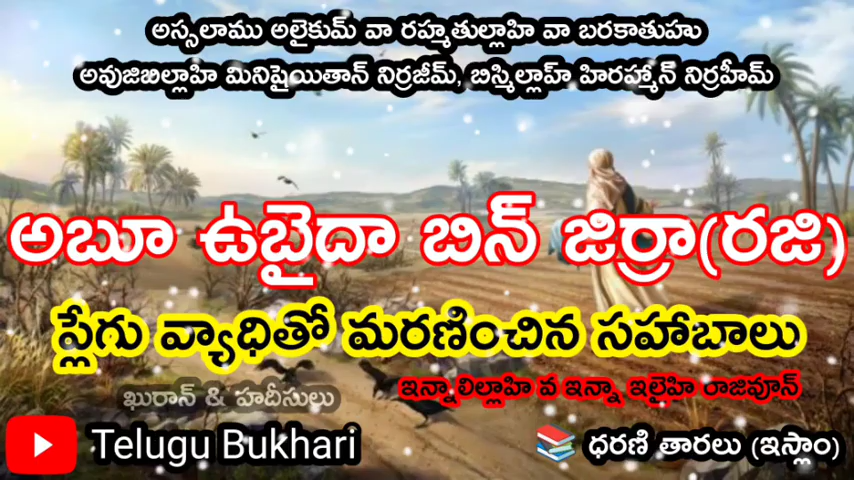 అస్సలాము అలైకుమ్ వా రహ్మతుల్లాహి వా బరకాతుహు
అవుజిబిల్లాహి మినిషైయితాన్ నిర్రజీమ్, బిస్మిల్లాహ్ హిరహ్మాన్ నిర్రహీమ్
అబూ ఉబైదా బిన్ జిర్రా(రజి)
ప్లేగు వ్యాధితో మరణించిన సహాబాలు
ఇన్నాలిల్లాహి వ ఇన్నా ఇలైహి రాజివూన్
ఖురాన్ & హదీసులు
Telugu Bukhari
📚 ధరణి తారలు (ఇస్లాం)